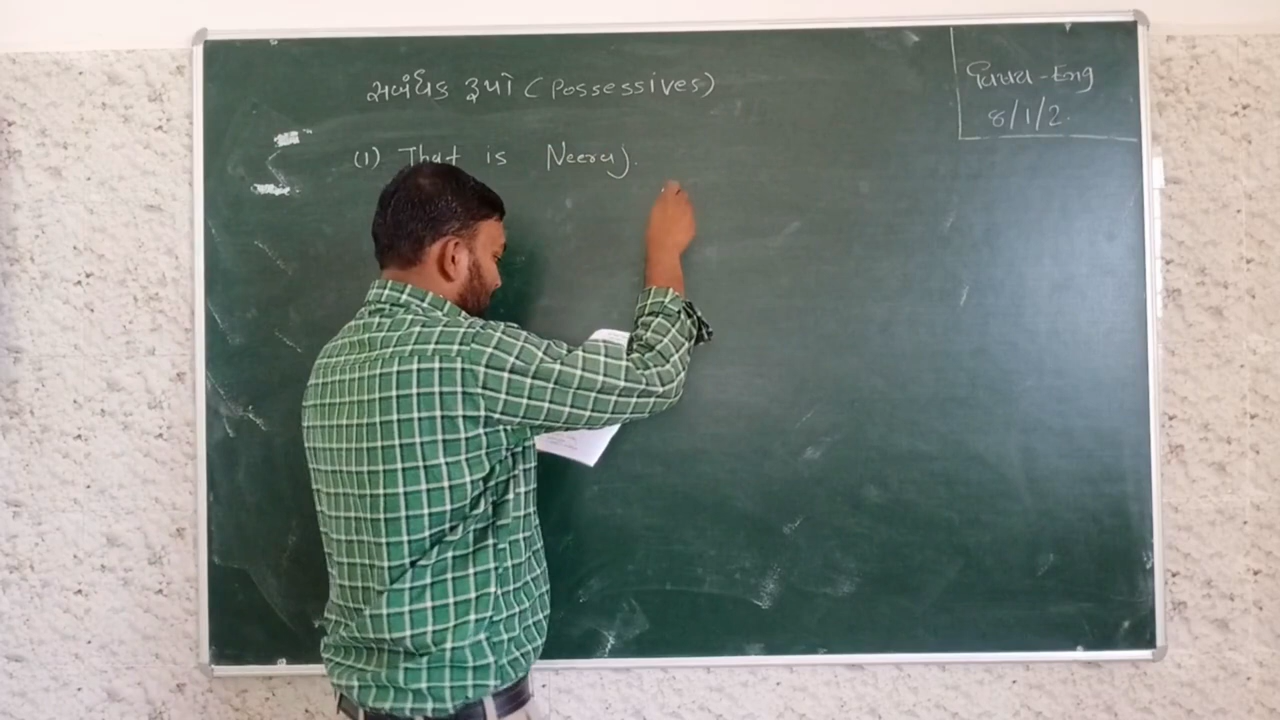 સબંધક રૂપો (Possessives)
વિષય - Eng
8/1/2.
(1) That is Neeraj.